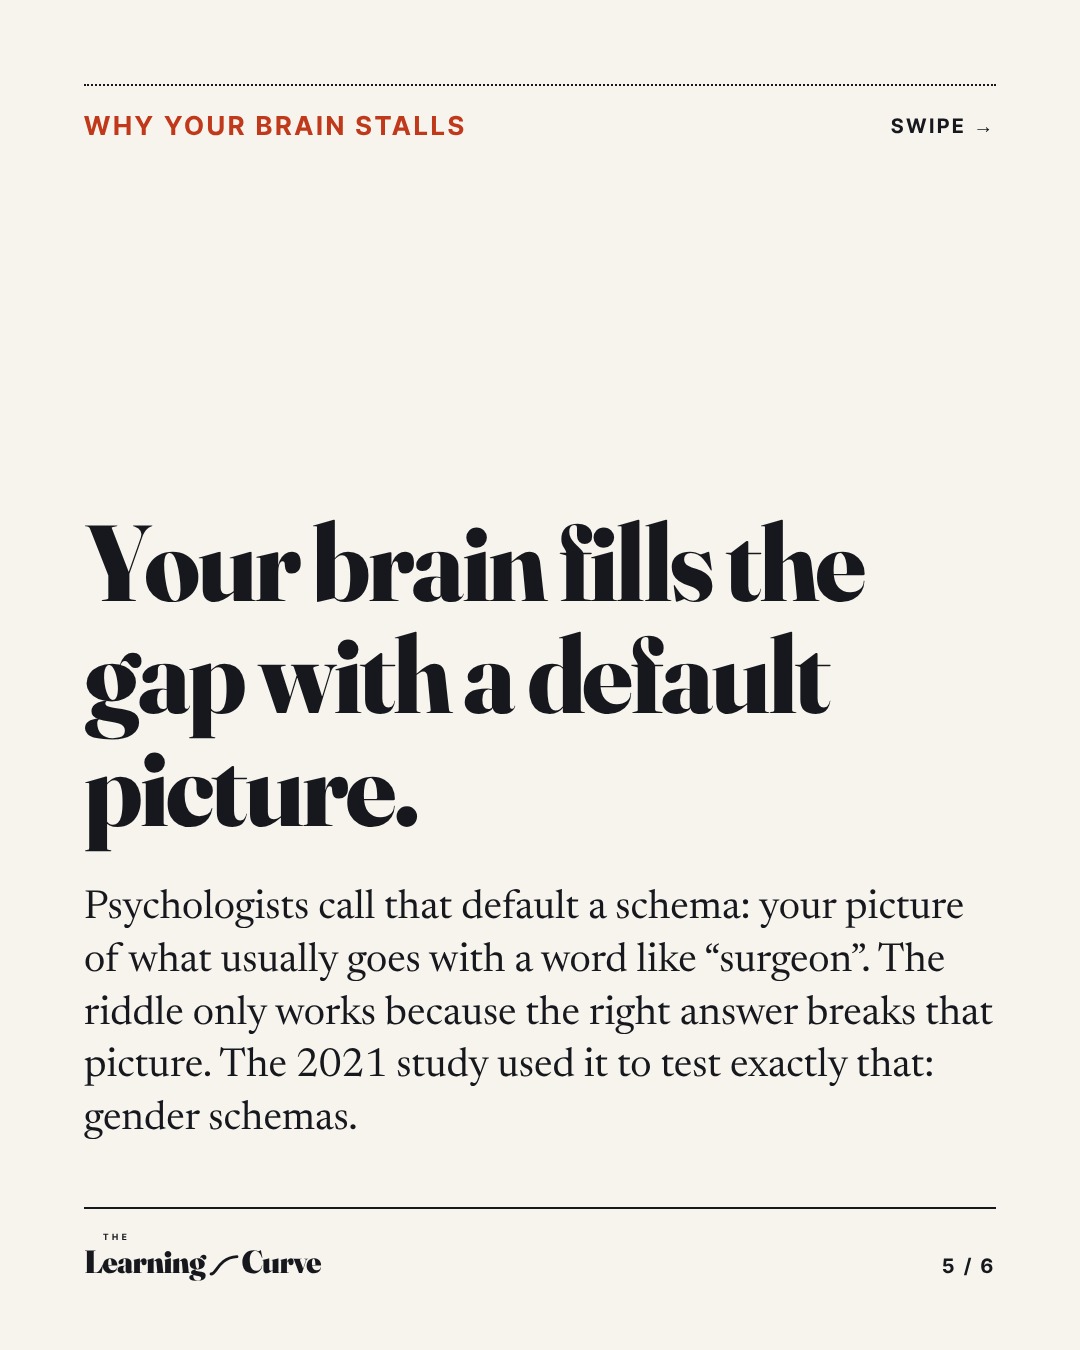 WHY YOUR BRAIN STALLS
SWIPE →
Your brain fills the
gap with a default
picture.
Psychologists call that default a schema: your picture
of what usually goes with a word like “surgeon”. The
riddle only works because the right answer breaks that
picture. The 2021 study used it to test exactly that:
gender schemas.
THE
Learning Curve
5 / 6